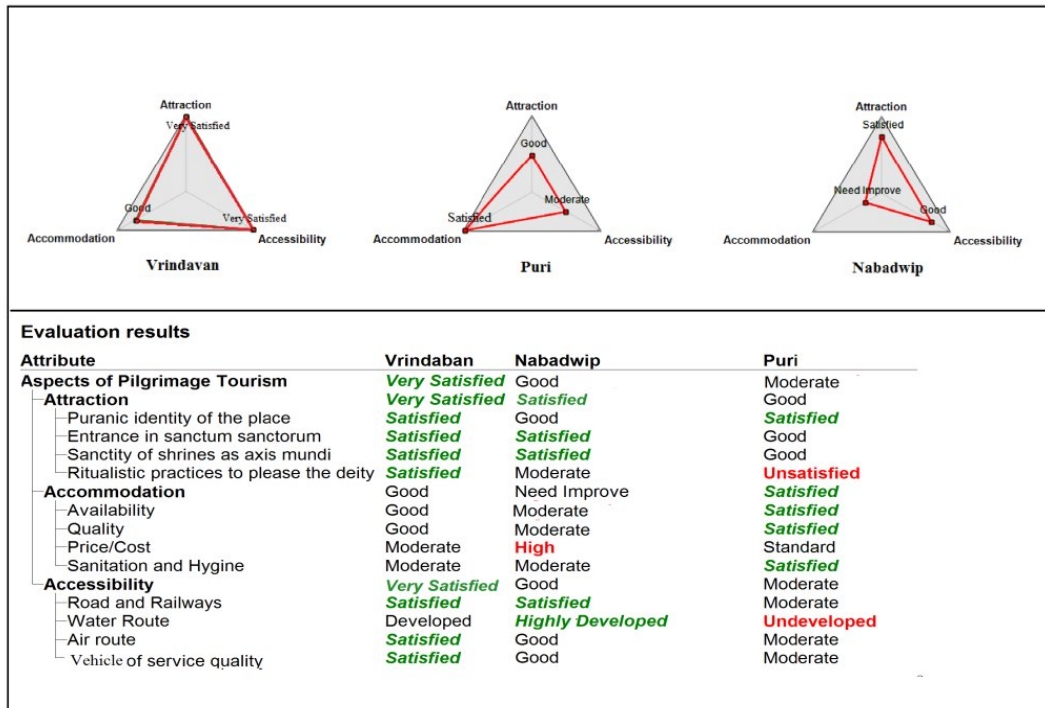 Attraction
Very Satisfied
Good
Very Satisfied
Accommodation
Accessibility
Vrindavan
Attraction
Good
Moderate
Satisfied
Accommodation
Accessibility
Puri
Attraction
Satisfied
Need Improve
Good
Accommodation
Accessibility
Nabadwip
Evaluation results
Attribute Vrindaban Nabadwip Puri
Aspects of Pilgrimage Tourism Very Satisfied Good Moderate
Attraction Very Satisfied Satisfied Good
Puranic identity of the place Satisfied Good Satisfied
Entrance in sanctum sanctorum Satisfied Satisfied Good
Sanctity of shrines as axis mundi Satisfied Satisfied Good
Ritualistic practices to please the deity Satisfied Moderate Unsatisfied
Accommodation Good Need Improve Satisfied
Availability Good Moderate Satisfied
Quality Good Moderate Satisfied
Price/Cost Moderate High Standard
Sanitation and Hygine Moderate Moderate Satisfied
Accessibility Very Satisfied Good Moderate
Road and Railways Satisfied Satisfied Moderate
Water Route Developed Highly Developed Undeveloped
Air route Satisfied Good Moderate
Vehicle of service quality Satisfied Good Moderate